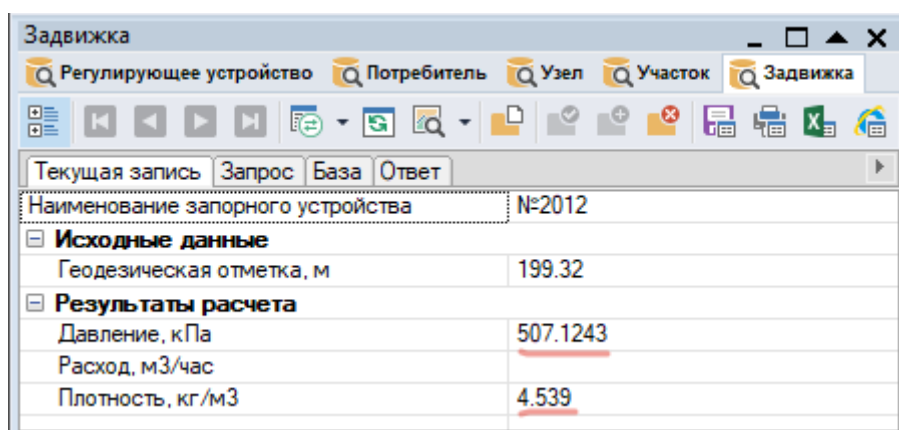 Задвижка
Регулирующее устройство Потребитель Узел Участок Задвижка
Текущая запись Запрос База Ответ
Наименование запорного устройства №2012
Исходные данные
Геодезическая отметка, м 199.32
Результаты расчета
Давление, кПа 507.1243
Расход, м3/час
Плотность, кг/м3 4.539